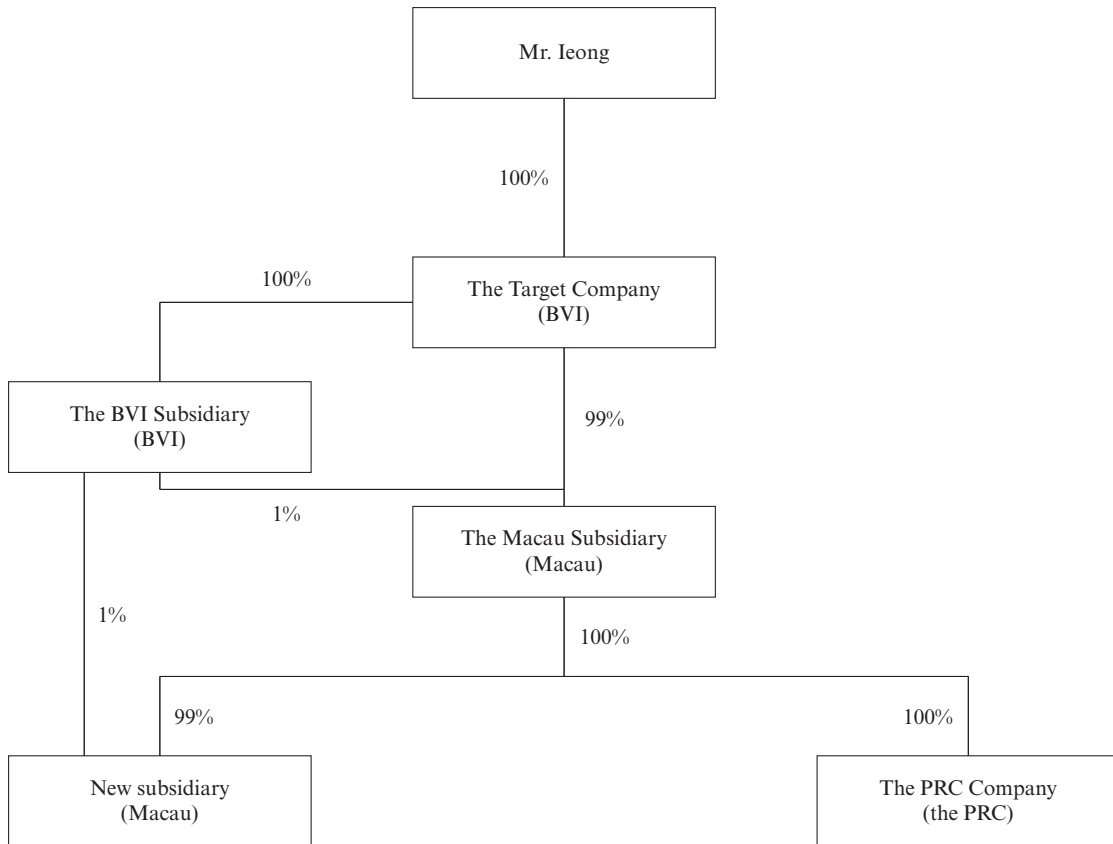 Mr. Ieong
100%
100%
The Target Company
(BVI)
The BVI Subsidiary
(BVI)
99%
1%
The Macau Subsidiary
(Macau)
1%
100%
99%
100%
New subsidiary
(Macau)
The PRC Company
(the PRC)